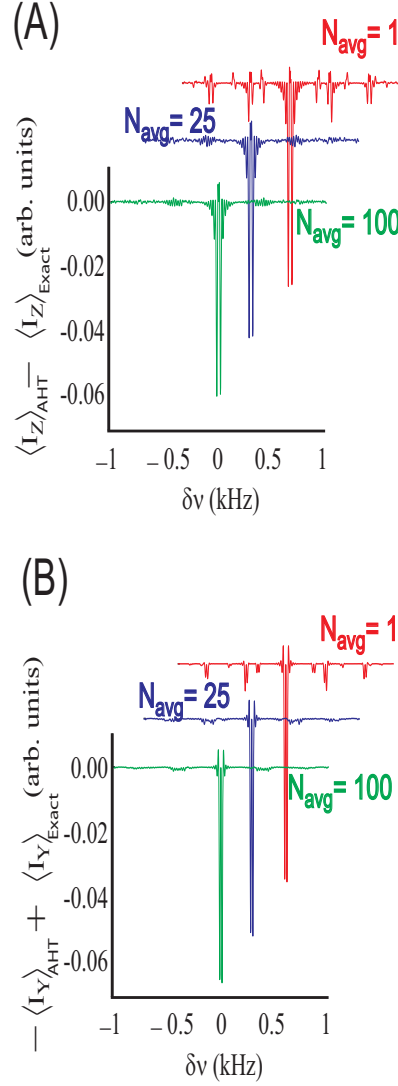 (A)
N_avg= 1
N_avg= 25
⟨I_Z⟩_AHT − ⟨I_Z⟩_Exact (arb. units)
0.00
N_avg= 100
-0.02
-0.04
-0.06
−1 − 0.5 0 0.5 1
δν (kHz)
(B)
N_avg= 1
N_avg= 25
− ⟨I_Y⟩_AHT + ⟨I_Y⟩_Exact (arb. units)
0.00
N_avg= 100
-0.02
-0.04
-0.06
−1 − 0.5 0 0.5 1
δν (kHz)